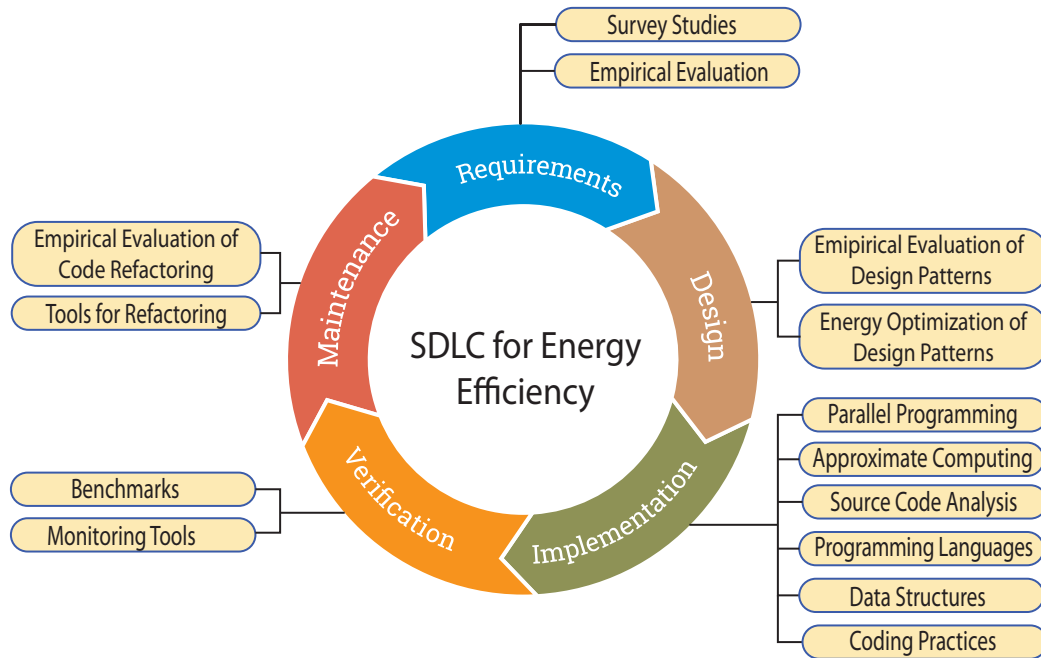 Survey Studies
Empirical Evaluation
Requirements
Design
Implementation
Verification
Maintenance
SDLC for Energy
Efficiency
Emipirical Evaluation of
Design Patterns
Energy Optimization of
Design Patterns
Parallel Programming
Approximate Computing
Source Code Analysis
Programming Languages
Data Structures
Coding Practices
Benchmarks
Monitoring Tools
Empirical Evaluation of
Code Refactoring
Tools for Refactoring